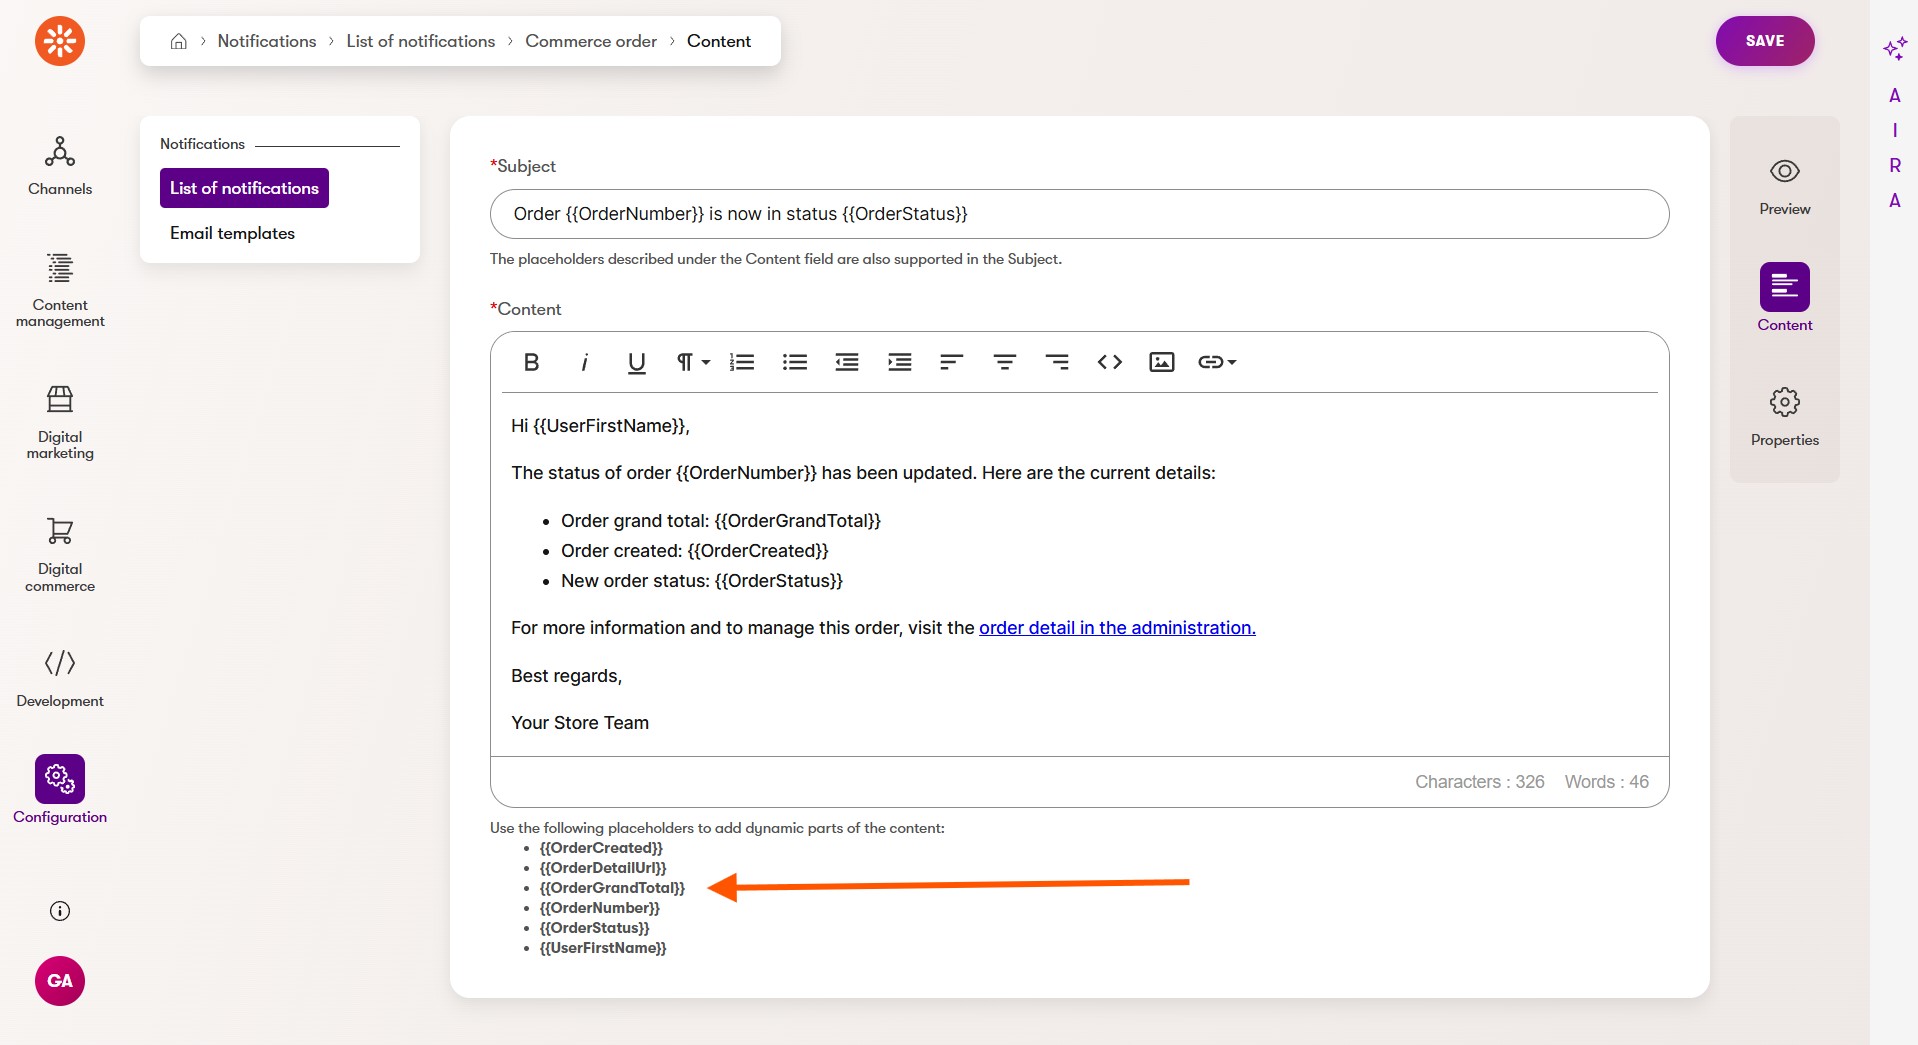 Notifications
List of notifications
Commerce order
Content
SAVE
A
I
R
A
Channels
Content
management
Digital
marketing
Digital
commerce
Development
Configuration
GA
Notifications
List of notifications
Email templates
*Subject
Order {{OrderNumber}} is now in status {{OrderStatus}}
The placeholders described under the Content field are also supported in the Subject.
*Content
Hi {{UserFirstName}},
The status of order {{OrderNumber}} has been updated. Here are the current details:
Order grand total: {{OrderGrandTotal}}
Order created: {{OrderCreated}}
New order status: {{OrderStatus}}
For more information and to manage this order, visit the order detail in the administration.
Best regards,
Your Store Team
Characters : 326 Words : 46
Use the following placeholders to add dynamic parts of the content:
{{OrderCreated}}
{{OrderDetailUrl}}
{{OrderGrandTotal}}
{{OrderNumber}}
{{OrderStatus}}
{{UserFirstName}}
Preview
Content
Properties